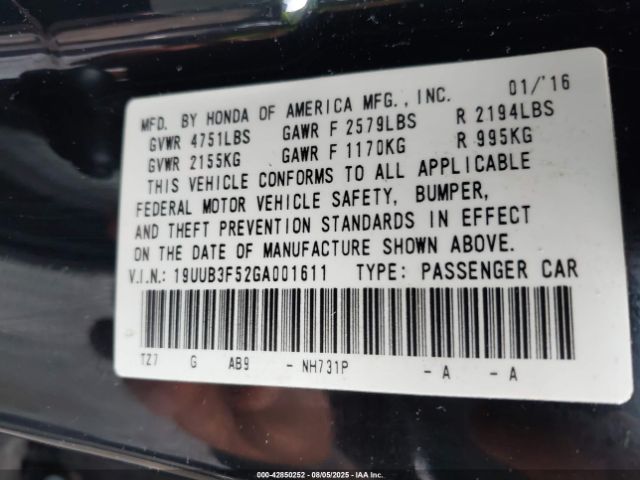 MFD. BY HONDA OF AMERICA MFG., INC. 01/'16
GVWR 4751LBS GAWR F 2579LBS R 2194LBS
GVWR 2155KG GAWR F 1170KG R 995KG
THIS VEHICLE CONFORMS TO ALL APPLICABLE
FEDERAL MOTOR VEHICLE SAFETY, BUMPER,
AND THEFT PREVENTION STANDARDS IN EFFECT
ON THE DATE OF MANUFACTURE SHOWN ABOVE.
V.I.N.: 19UUB3F52GA001611 TYPE: PASSENGER CAR
TZ7 G AB9 - NH731P - A - A
000-42850252 - 08/05/2025 - IAA Inc.